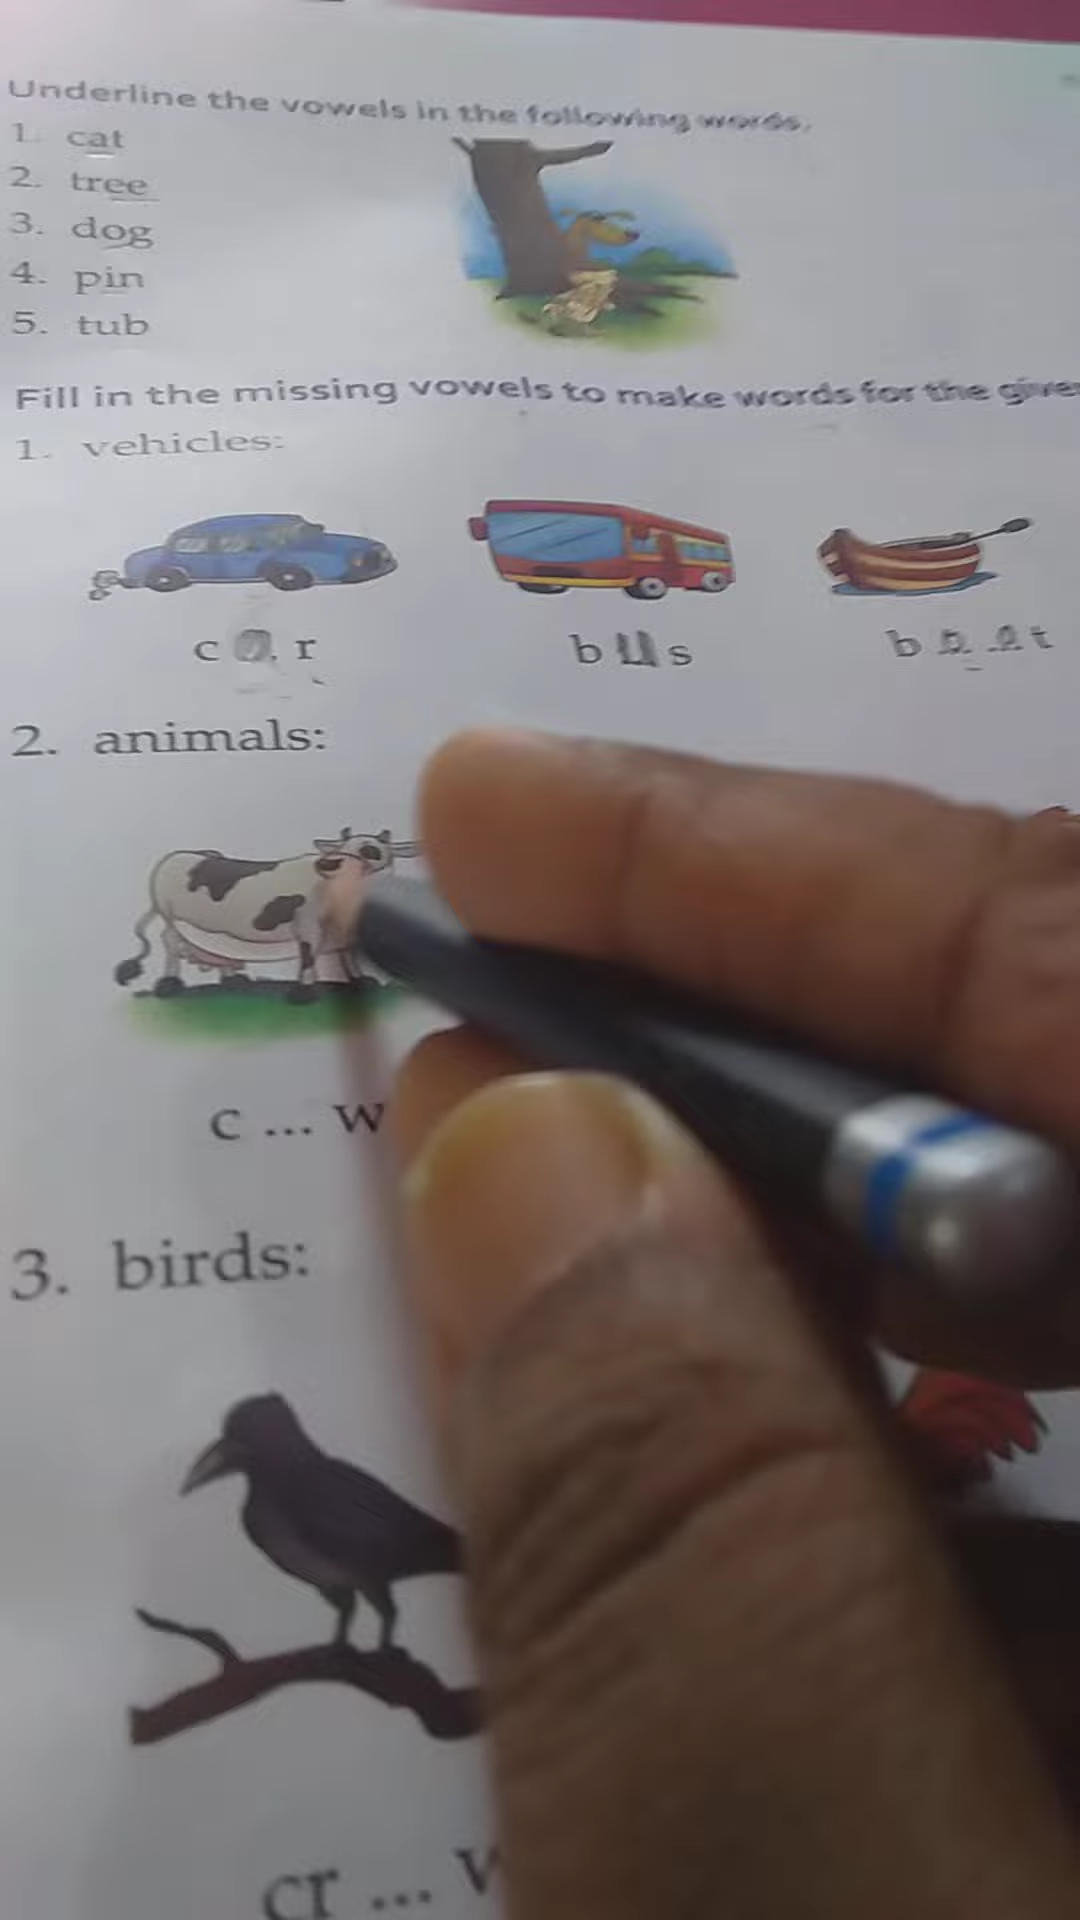 Underline the vowels in the following words.
1. cat
2. tree
3. dog
4. pin
5. tub
Fill in the missing vowels to make words for the give
1. vehicles:
c a r b u s b o a t
2. animals:
c ... w
3. birds:
cr ... w